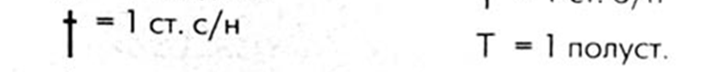 † = 1 ст. с/н
Т = 1 полуст.